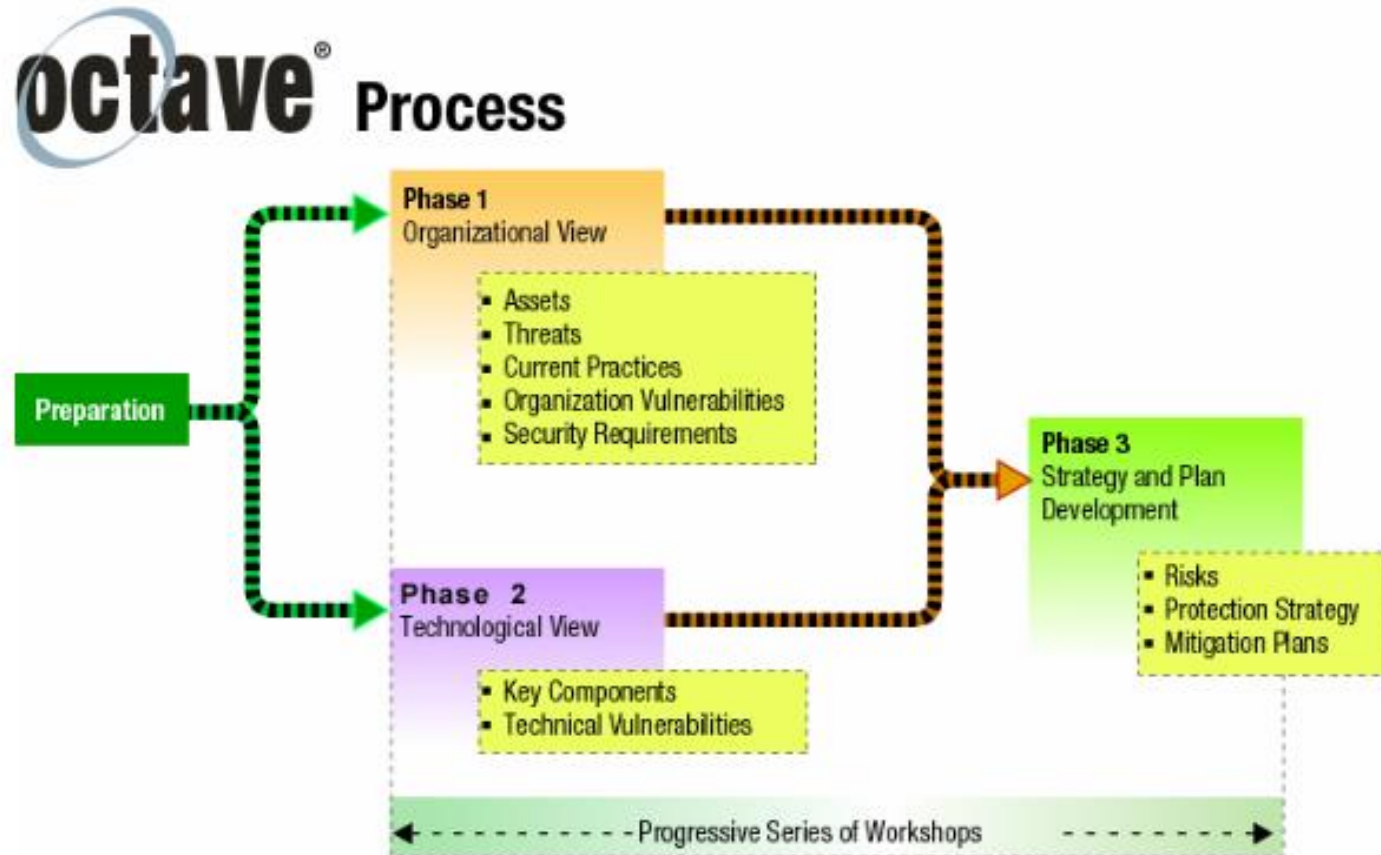 octave® Process
Phase 1
Organizational View
▪ Assets
▪ Threats
▪ Current Practices
▪ Organization Vulnerabilities
▪ Security Requirements
Preparation
Phase 3
Strategy and Plan
Development
▪ Risks
▪ Protection Strategy
▪ Mitigation Plans
Phase 2
Technological View
▪ Key Components
▪ Technical Vulnerabilities
Progressive Series of Workshops